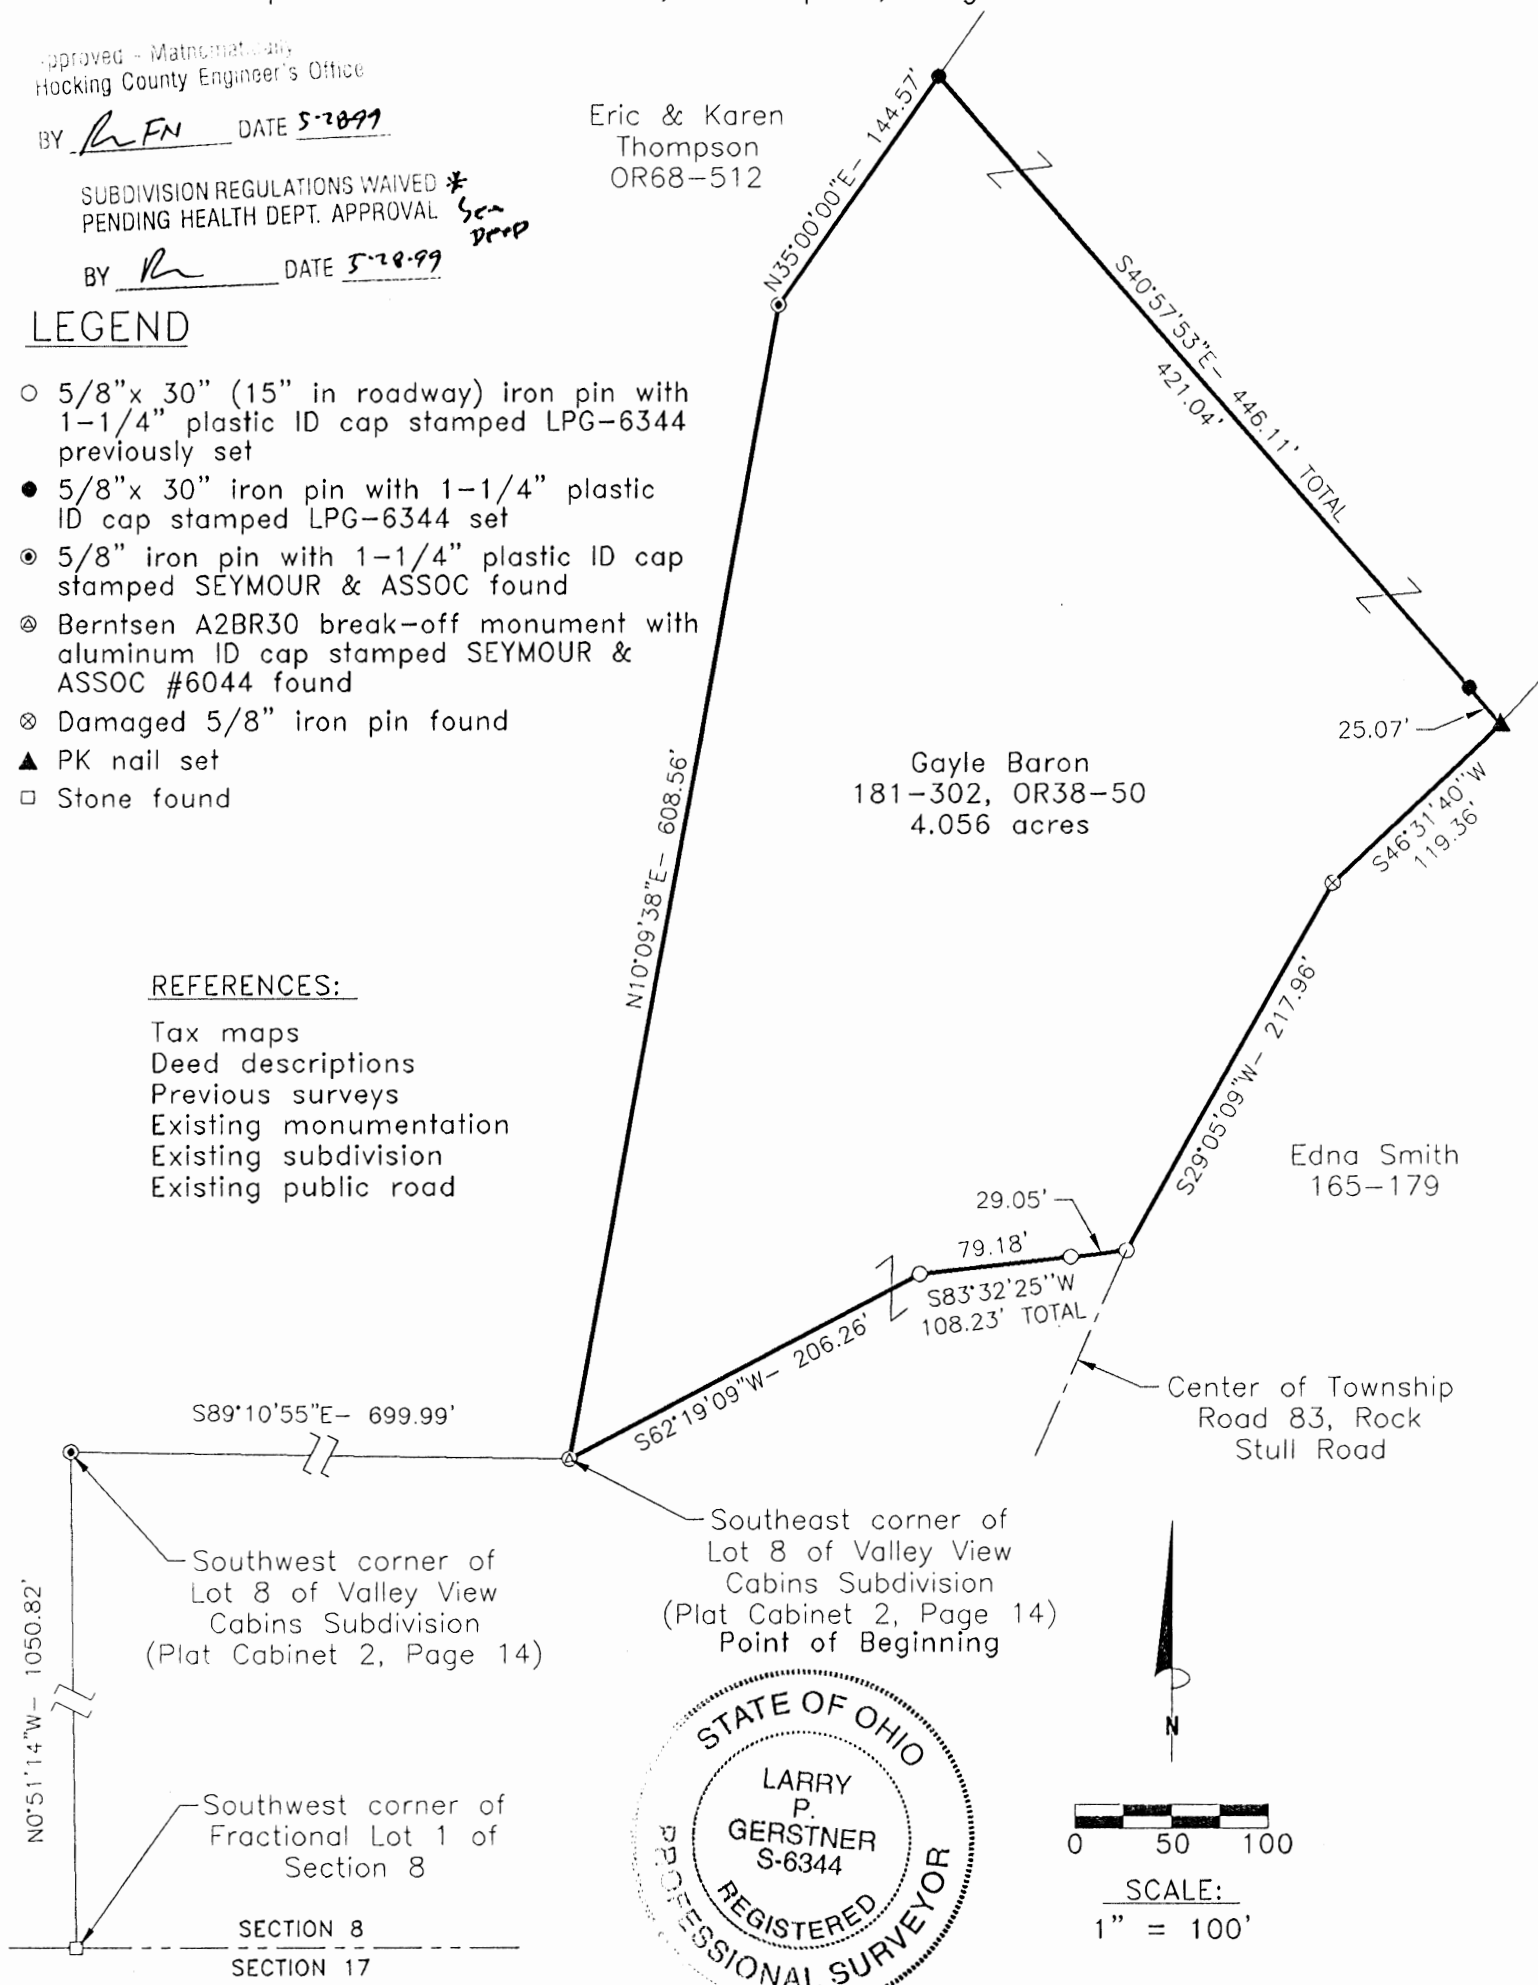 Approved - Mathematically
Hocking County Engineer's Office
BY FN DATE 5-28-99
SUBDIVISION REGULATIONS WAIVED *
PENDING HEALTH DEPT. APPROVAL
BY DATE 5-28-99
LEGEND
5/8"x 30" (15" in roadway) iron pin with
1-1/4" plastic ID cap stamped LPG-6344
previously set
5/8"x 30" iron pin with 1-1/4" plastic
ID cap stamped LPG-6344 set
5/8" iron pin with 1-1/4" plastic ID cap
stamped SEYMOUR & ASSOC found
Berntsen A2BR30 break-off monument with
aluminum ID cap stamped SEYMOUR &
ASSOC #6044 found
Damaged 5/8" iron pin found
PK nail set
Stone found
REFERENCES:
Tax maps
Deed descriptions
Previous surveys
Existing monumentation
Existing subdivision
Existing public road
Eric & Karen
Thompson
OR68-512
N35°00'00"E- 144.57'
S40°57'53"E- 446.11' TOTAL
421.04'
25.07'
Gayle Baron
181-302, OR38-50
4.056 acres
S46°31'40"W
119.36'
N10°09'38"E- 608.56'
S29°05'09"W- 217.96'
Edna Smith
165-179
29.05'
79.18'
S83°32'25"W
108.23' TOTAL
S62°19'09"W- 206.26'
Center of Township
Road 83, Rock
Stull Road
S89°10'55"E- 699.99'
Southwest corner of
Lot 8 of Valley View
Cabins Subdivision
(Plat Cabinet 2, Page 14)
Southeast corner of
Lot 8 of Valley View
Cabins Subdivision
(Plat Cabinet 2, Page 14)
Point of Beginning
N0°51'14"W- 1050.82'
Southwest corner of
Fractional Lot 1 of
Section 8
SECTION 8
SECTION 17
STATE OF OHIO
LARRY
P.
GERSTNER
S-6344
REGISTERED
PROFESSIONAL SURVEYOR
N
0 50 100
SCALE:
1" = 100'